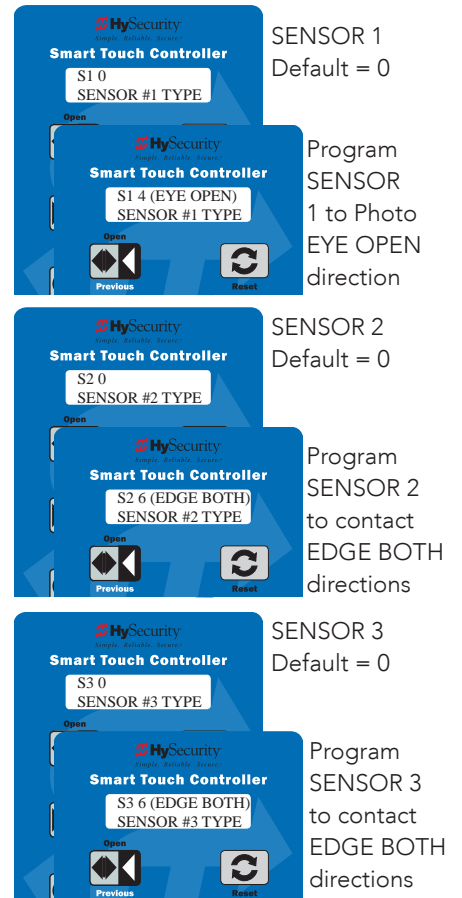 HySecurity
Simple. Reliable. Secure.
Smart Touch Controller
S1 0
SENSOR #1 TYPE
Open
SENSOR 1
Default = 0
HySecurity
Simple. Reliable. Secure.
Smart Touch Controller
S1 4 (EYE OPEN)
SENSOR #1 TYPE
Open
Previous
Reset
Program
SENSOR
1 to Photo
EYE OPEN
direction
HySecurity
Simple. Reliable. Secure.
Smart Touch Controller
S2 0
SENSOR #2 TYPE
Open
SENSOR 2
Default = 0
HySecurity
Simple. Reliable. Secure.
Smart Touch Controller
S2 6 (EDGE BOTH)
SENSOR #2 TYPE
Open
Previous
Reset
Program
SENSOR 2
to contact
EDGE BOTH
directions
HySecurity
Simple. Reliable. Secure.
Smart Touch Controller
S3 0
SENSOR #3 TYPE
Open
SENSOR 3
Default = 0
HySecurity
Simple. Reliable. Secure.
Smart Touch Controller
S3 6 (EDGE BOTH)
SENSOR #3 TYPE
Open
Previous
Reset
Program
SENSOR 3
to contact
EDGE BOTH
directions